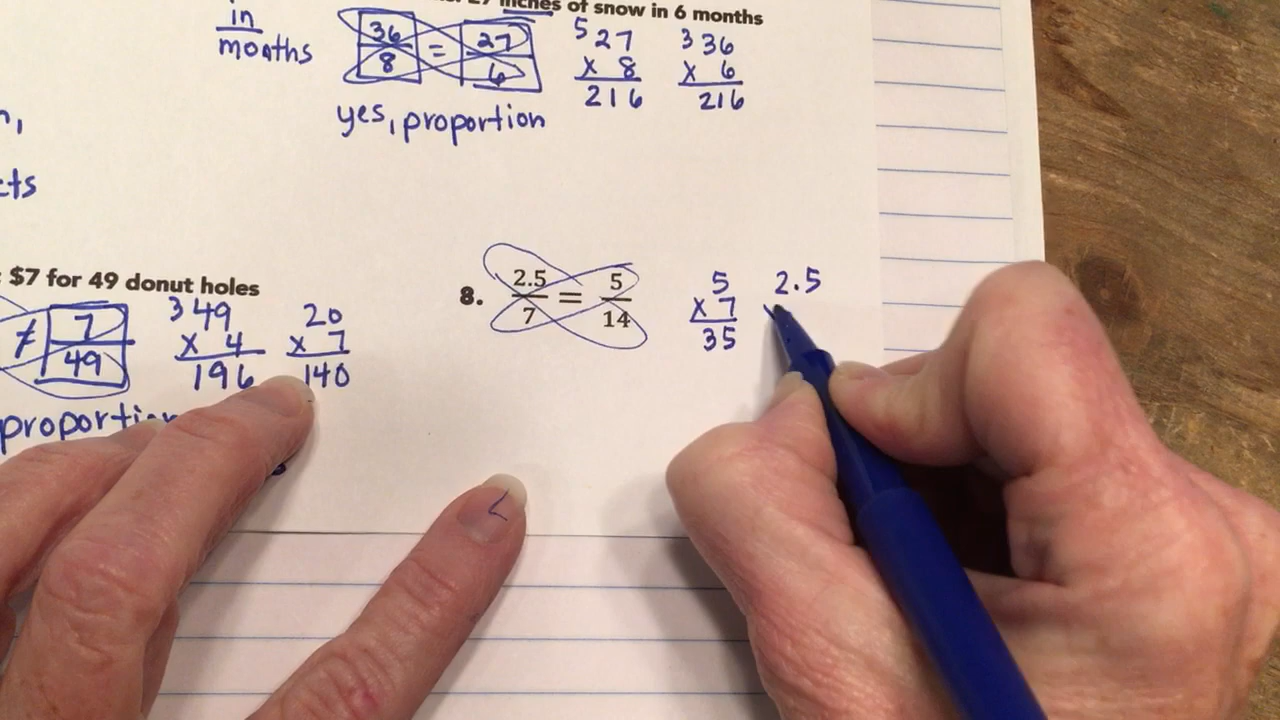 inches of snow in 6 months
in
months
36
8
=
27
6
5 27
x 8
216
3 36
x 6
216
yes, proportion
$7 for 49 donut holes
≠
7
49
3 49
x 4
196
20
x 7
140
proportion
8.
2.5
7
=
5
14
5
x 7
35
2.5